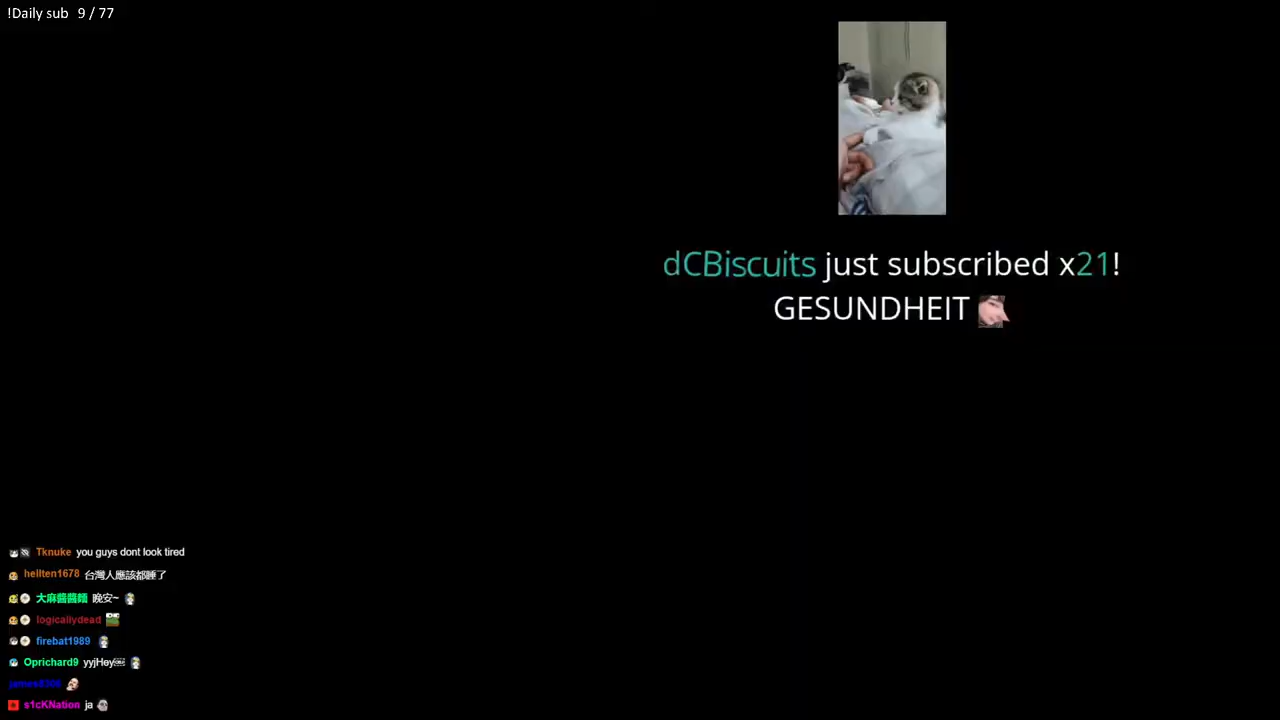 !Daily sub 9 / 77
dCBiscuits just subscribed x21!
GESUNDHEIT
Tknuke you guys dont look tired
hellten1678 台灣人應該都睡了
大麻醬醬麵 晚安~
logicallydead
firebat1989
Oprichard9 yyjHey
s1cKNation ja